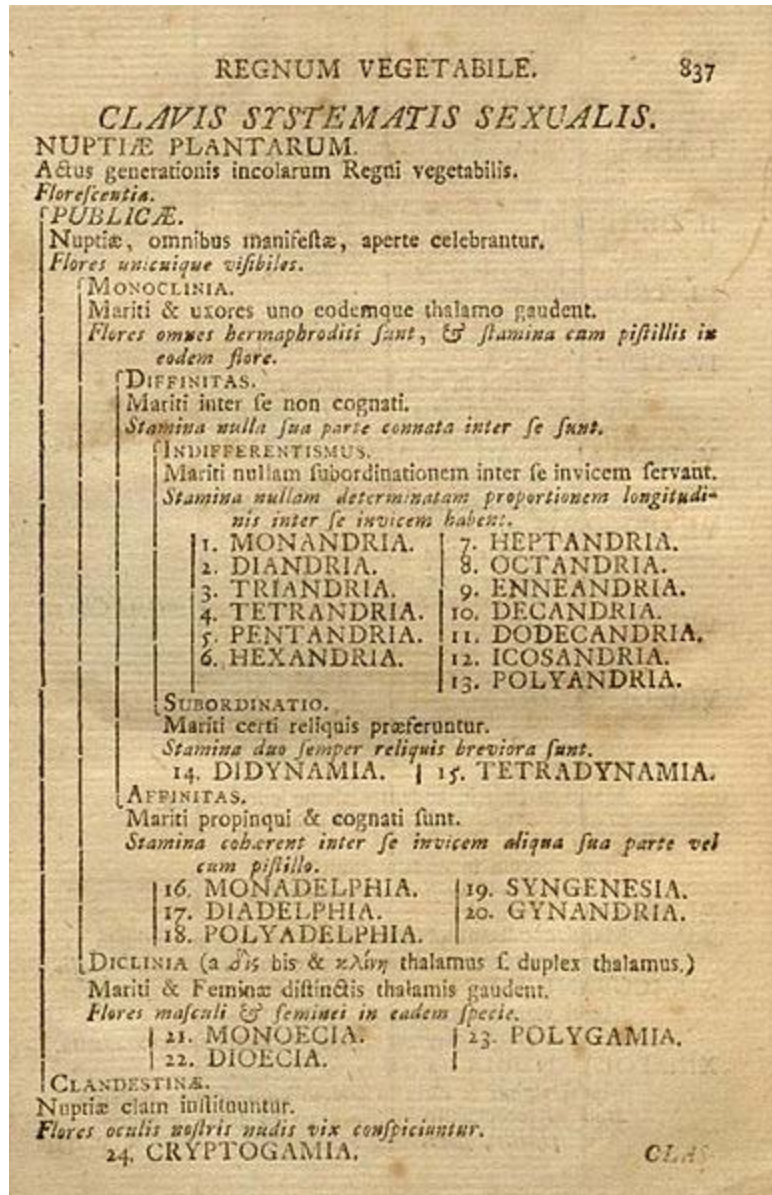 REGNUM VEGETABILE. 837
CLAVIS SYSTEMATIS SEXUALIS.
NUPTIÆ PLANTARUM.
Actus generationis incolarum Regni vegetabilis.
Floreſcentia.
PUBLICÆ.
Nuptiæ, omnibus manifeſtæ, aperte celebrantur.
Flores unicuique viſibiles.
MONOCLINIA.
Mariti & uxores uno eodemque thalamo gaudent.
Flores omnes hermaphroditi ſunt, & ſtamina cum piſtillis in
eodem flore.
DIFFINITAS.
Mariti inter ſe non cognati.
Stamina nulla ſua parte connata inter ſe ſunt.
INDIFFERENTISMUS.
Mariti nullam ſubordinationem inter ſe invicem ſervant.
Stamina nullam determinatam proportionem longitudi-
nis inter ſe invicem habent.
1. MONANDRIA. 7. HEPTANDRIA.
2. DIANDRIA. 8. OCTANDRIA.
3. TRIANDRIA. 9. ENNEANDRIA.
4. TETRANDRIA. 10. DECANDRIA.
5. PENTANDRIA. 11. DODECANDRIA.
6. HEXANDRIA. 12. ICOSANDRIA.
13. POLYANDRIA.
SUBORDINATIO.
Mariti certi reliquis præferuntur.
Stamina duo ſemper reliquis breviora ſunt.
14. DIDYNAMIA. 15. TETRADYNAMIA.
AFFINITAS.
Mariti propinqui & cognati ſunt.
Stamina cohærent inter ſe invicem aliqua ſua parte vel
cum piſtillo.
16. MONADELPHIA. 19. SYNGENESIA.
17. DIADELPHIA. 20. GYNANDRIA.
18. POLYADELPHIA.
DICLINIA (a δὶς bis & κλίνη thalamus ſ. duplex thalamus.)
Mariti & Feminæ diſtinctis thalamis gaudent.
Flores maſculi & feminei in eadem ſpecie.
21. MONOECIA. 23. POLYGAMIA.
22. DIOECIA.
CLANDESTINÆ.
Nuptiæ clam inſtituuntur.
Flores oculis noſtris nudis vix conſpiciuntur.
24. CRYPTOGAMIA. CLAS